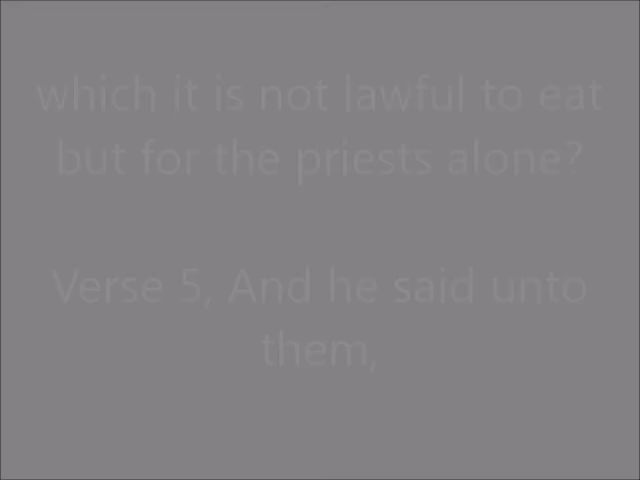 which it is not lawful to eat
but for the priests alone?
Verse 5, And he said unto
them,